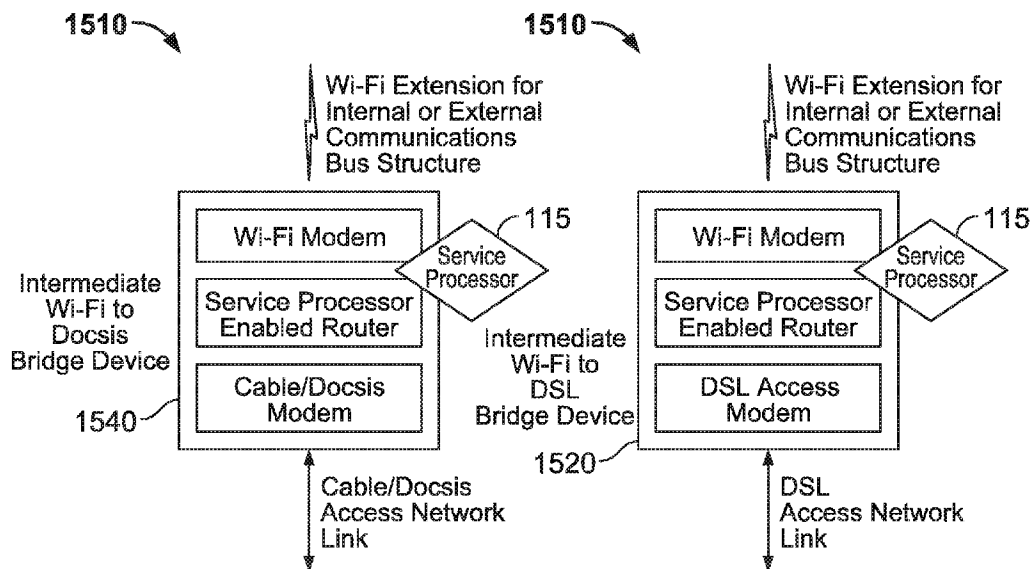 1510
Wi-Fi Extension for
Internal or External
Communications
Bus Structure
115
Wi-Fi Modem
Service
Processor
Service Processor
Enabled Router
Cable/Docsis
Modem
Intermediate
Wi-Fi to
Docsis
Bridge Device
1540
Cable/Docsis
Access Network
Link
1510
Wi-Fi Extension for
Internal or External
Communications
Bus Structure
115
Wi-Fi Modem
Service
Processor
Service Processor
Enabled Router
DSL Access
Modem
Intermediate
Wi-Fi to
DSL
Bridge Device
1520
DSL
Access Network
Link